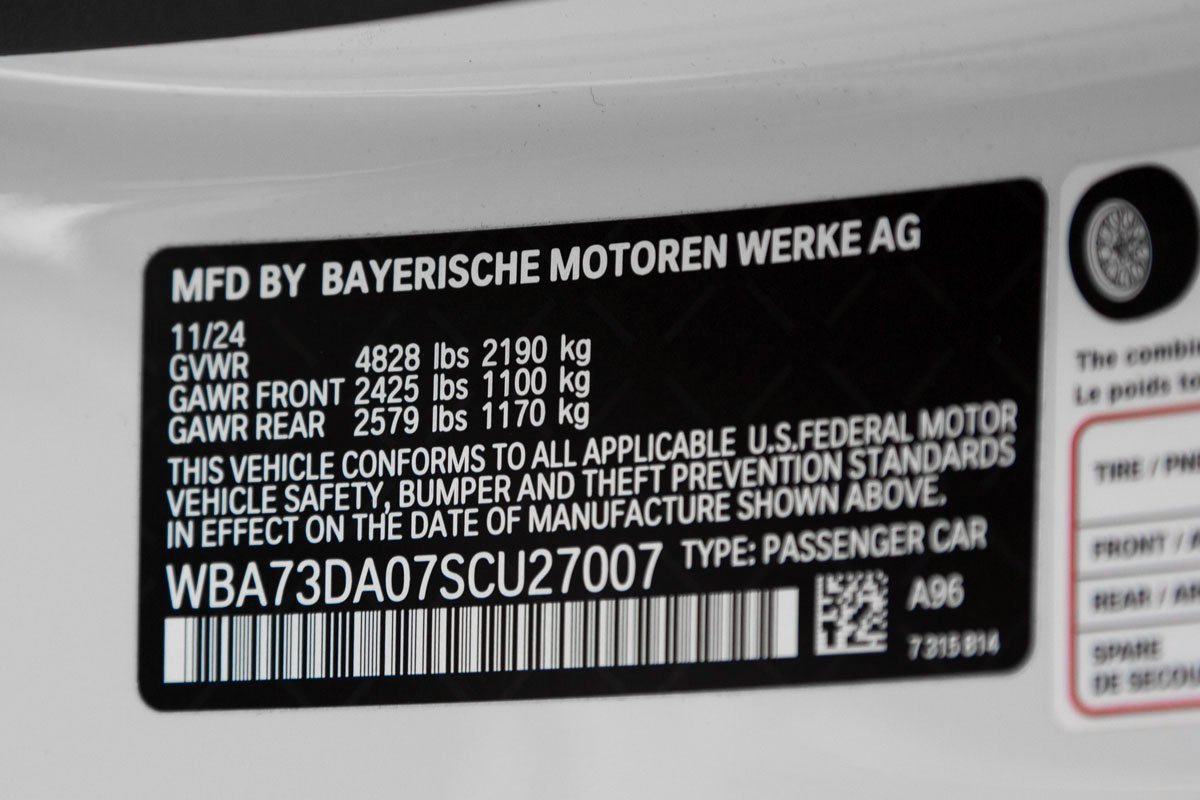 MFD BY BAYERISCHE MOTOREN WERKE AG
11/24
GVWR 4828 lbs 2190 kg
GAWR FRONT 2425 lbs 1100 kg
GAWR REAR 2579 lbs 1170 kg
THIS VEHICLE CONFORMS TO ALL APPLICABLE U.S.FEDERAL MOTOR
VEHICLE SAFETY, BUMPER AND THEFT PREVENTION STANDARDS
IN EFFECT ON THE DATE OF MANUFACTURE SHOWN ABOVE.
WBA73DA07SCU27007 TYPE: PASSENGER CAR
A96
7315B14
The combi
Le poids to
TIRE / PN
FRONT / A
REAR / AR
SPARE
DE SECOU